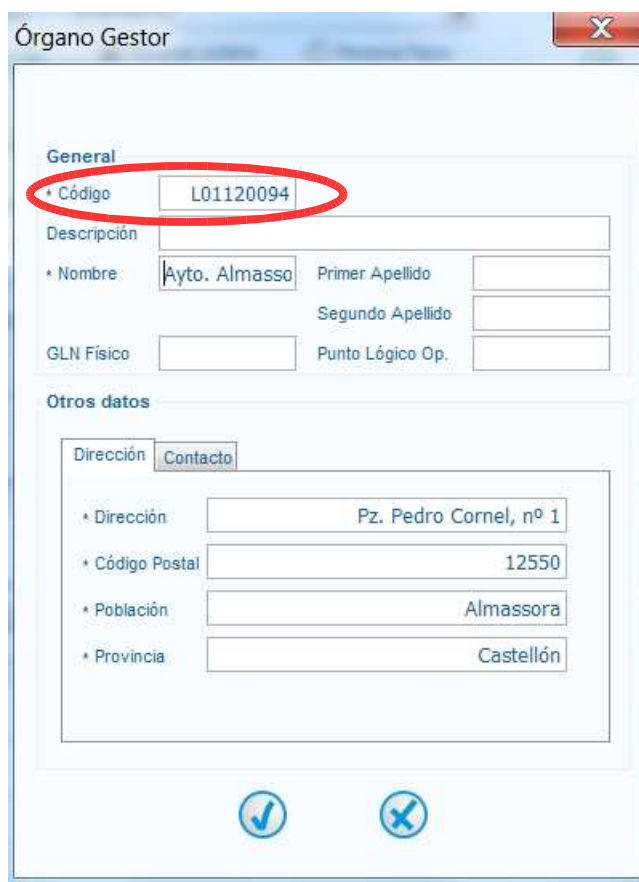 Órgano Gestor
General
* Código L01120094
Descripción
* Nombre Ayto. Almasso Primer Apellido
Segundo Apellido
GLN Físico Punto Lógico Op.
Otros datos
Dirección Contacto
* Dirección Pz. Pedro Cornel, nº 1
* Código Postal 12550
* Población Almassora
* Provincia Castellón